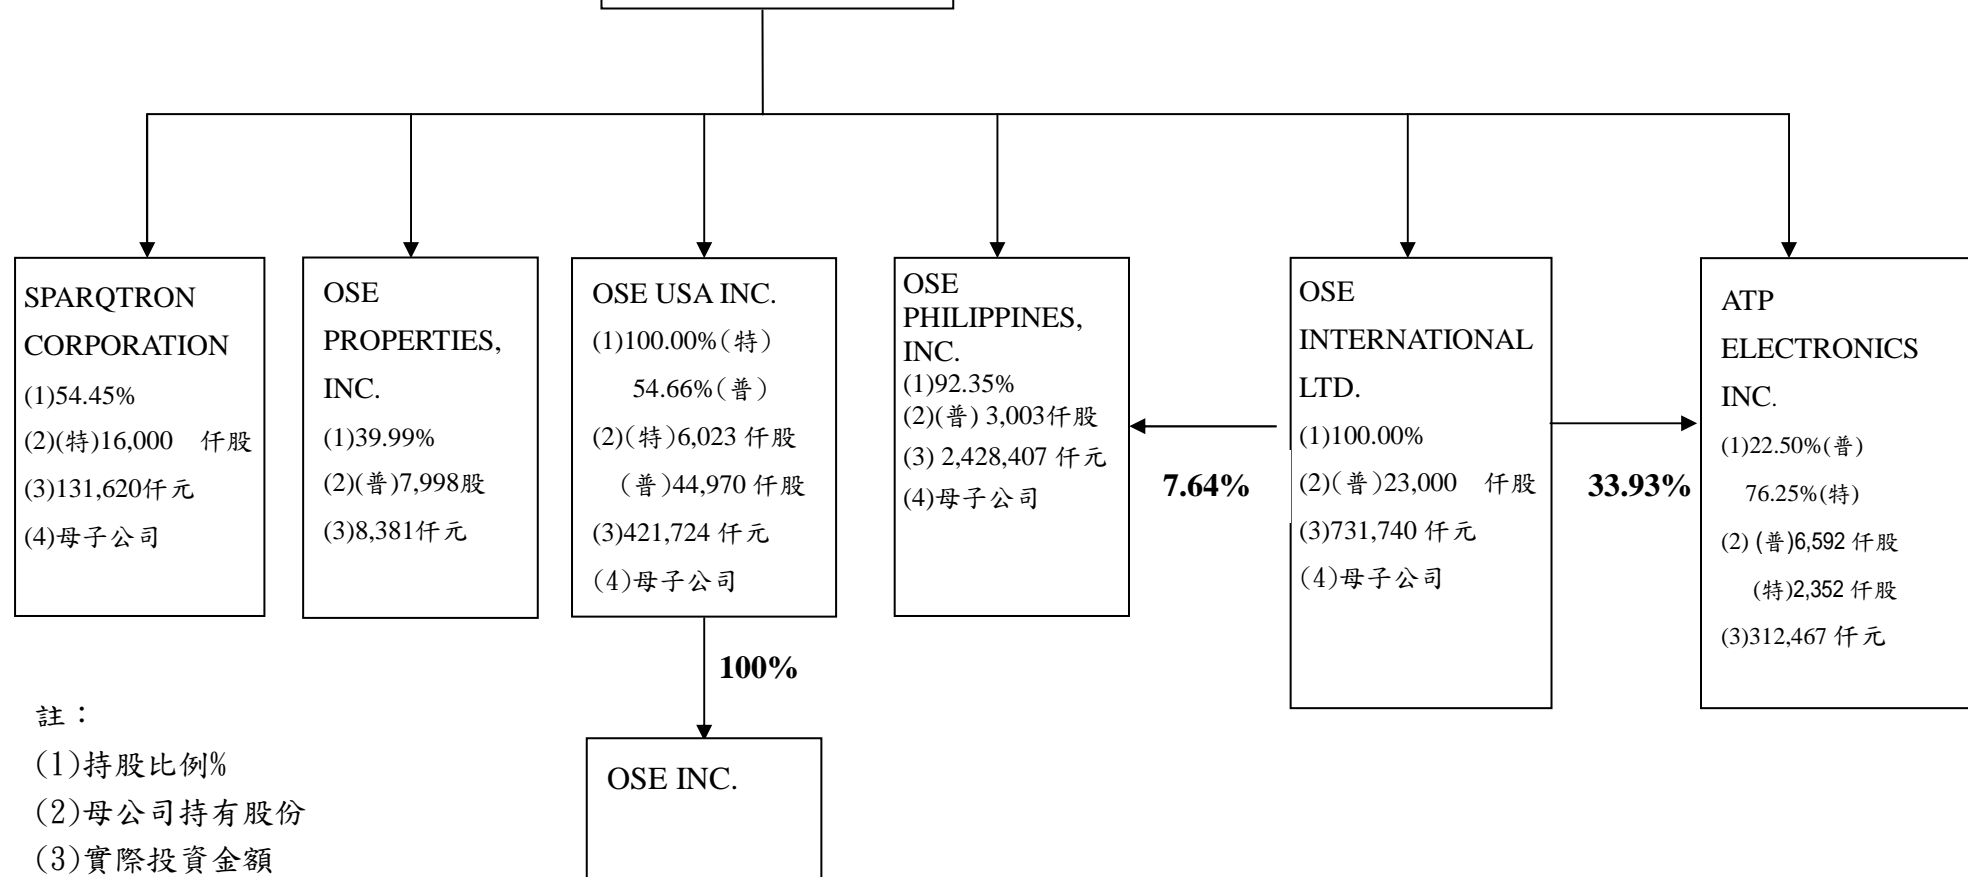 SPARQTRON
CORPORATION
(1)54.45%
(2)(特)16,000 仟股
(3)131,620仟元
(4)母子公司
OSE
PROPERTIES,
INC.
(1)39.99%
(2)(普)7,998股
(3)8,381仟元
OSE USA INC.
(1)100.00%(特)
54.66%(普)
(2)(特)6,023 仟股
(普)44,970 仟股
(3)421,724 仟元
(4)母子公司
OSE
PHILIPPINES,
INC.
(1)92.35%
(2)(普) 3,003仟股
(3) 2,428,407 仟元
(4)母子公司
7.64%
OSE
INTERNATIONAL
LTD.
(1)100.00%
(2)(普)23,000 仟股
(3)731,740 仟元
(4)母子公司
33.93%
ATP
ELECTRONICS
INC.
(1)22.50%(普)
76.25%(特)
(2) (普)6,592 仟股
(特)2,352 仟股
(3)312,467 仟元
100%
OSE INC.
註：
(1)持股比例%
(2)母公司持有股份
(3)實際投資金額